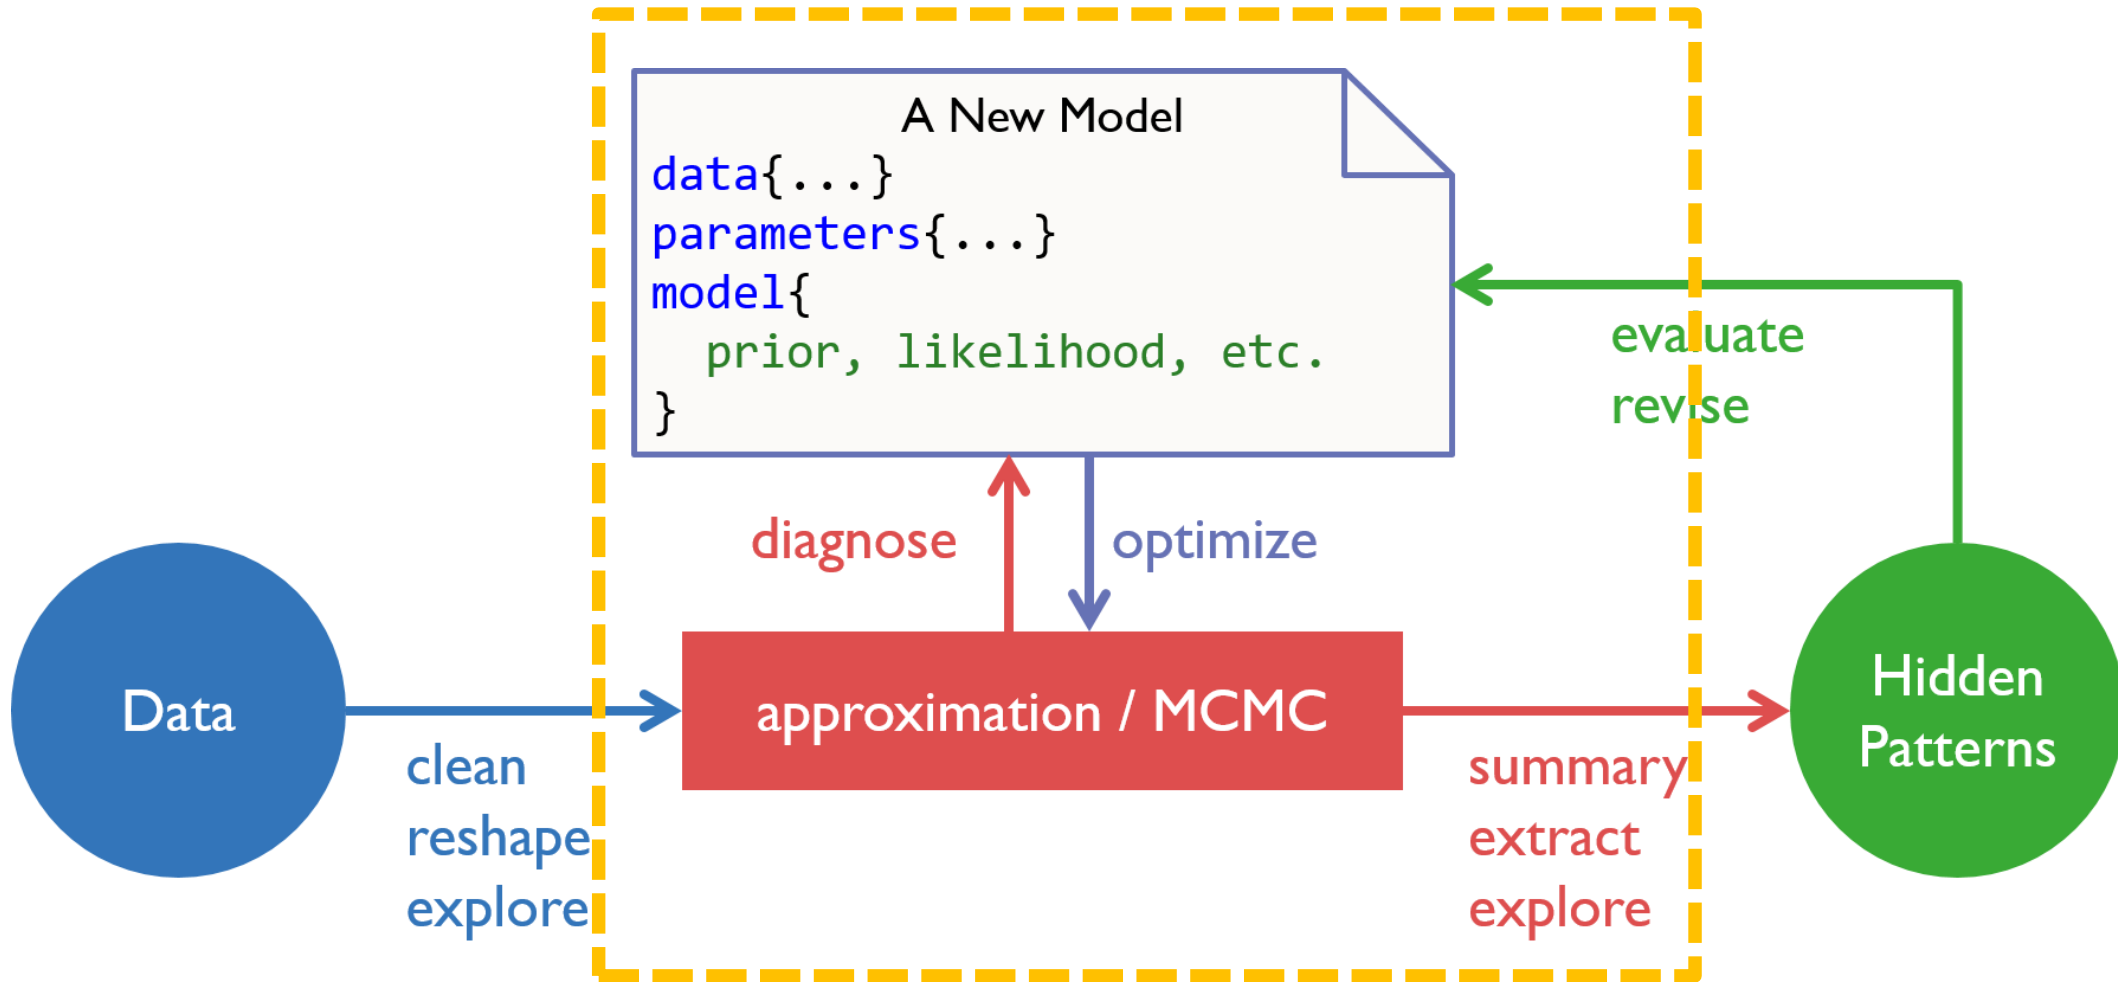 A New Model
data{...}
parameters{...}
model{
prior, likelihood, etc.
}
evaluate
revise
diagnose
optimize
Data
approximation / MCMC
Hidden
Patterns
clean
reshape
explore
summary
extract
explore